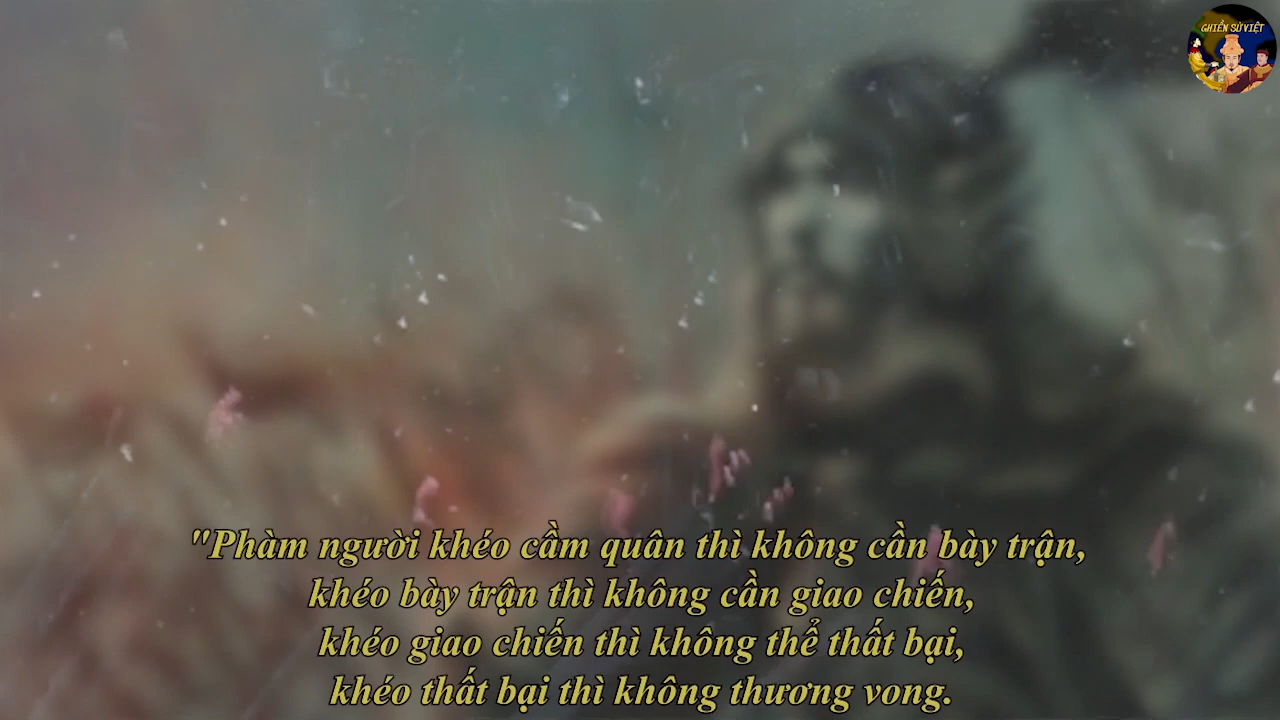 GHIỀN SỬ VIỆT
"Phàm người khéo cầm quân thì không cần bày trận,
khéo bày trận thì không cần giao chiến,
khéo giao chiến thì không thể thất bại,
khéo thất bại thì không thương vong.